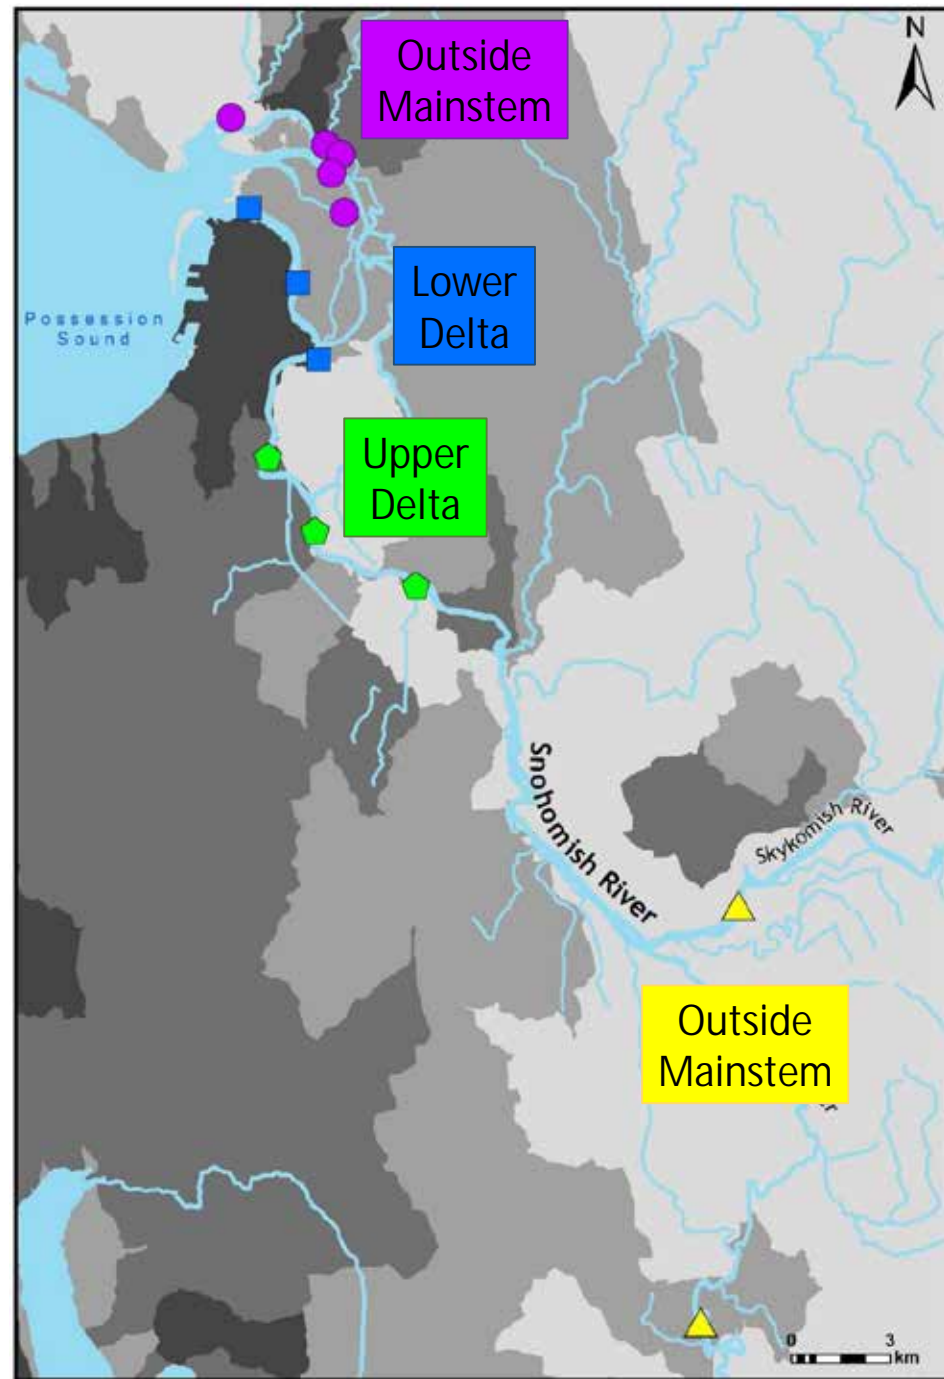 Outside
Mainstem
N
Lower
Delta
Possession
Sound
Upper
Delta
Snohomish River
Skykomish River
Outside
Mainstem
0 3
km